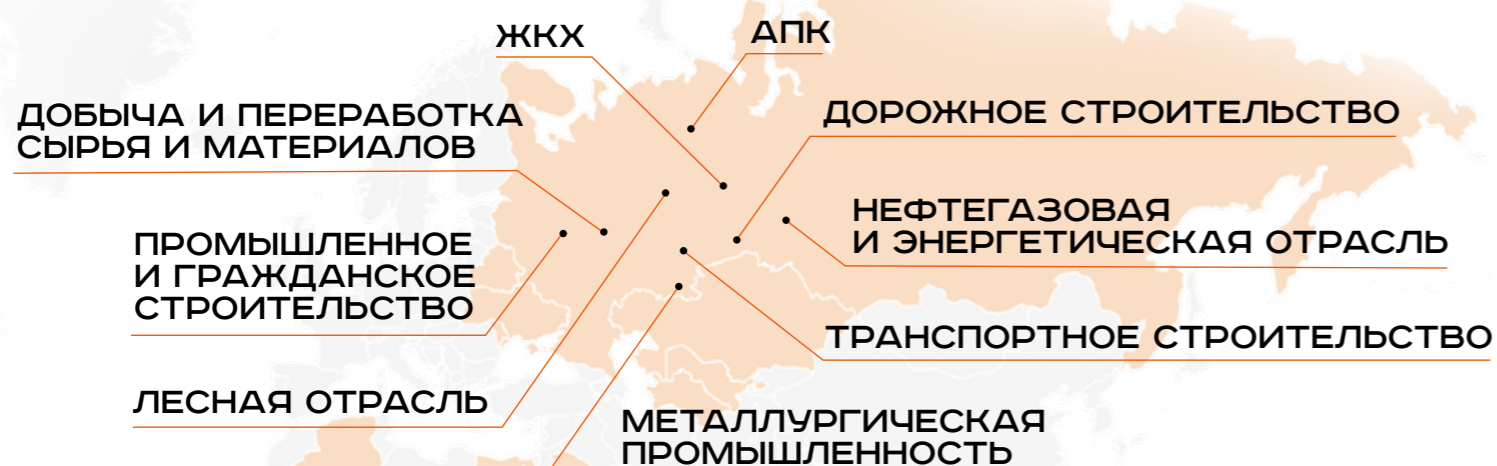 ЖКХ
АПК
ДОБЫЧА И ПЕРЕРАБОТКА
СЫРЬЯ И МАТЕРИАЛОВ
ДОРОЖНОЕ СТРОИТЕЛЬСТВО
НЕФТЕГАЗОВАЯ
И ЭНЕРГЕТИЧЕСКАЯ ОТРАСЛЬ
ПРОМЫШЛЕННОЕ
И ГРАЖДАНСКОЕ
СТРОИТЕЛЬСТВО
ТРАНСПОРТНОЕ СТРОИТЕЛЬСТВО
ЛЕСНАЯ ОТРАСЛЬ
МЕТАЛЛУРГИЧЕСКАЯ
ПРОМЫШЛЕННОСТЬ